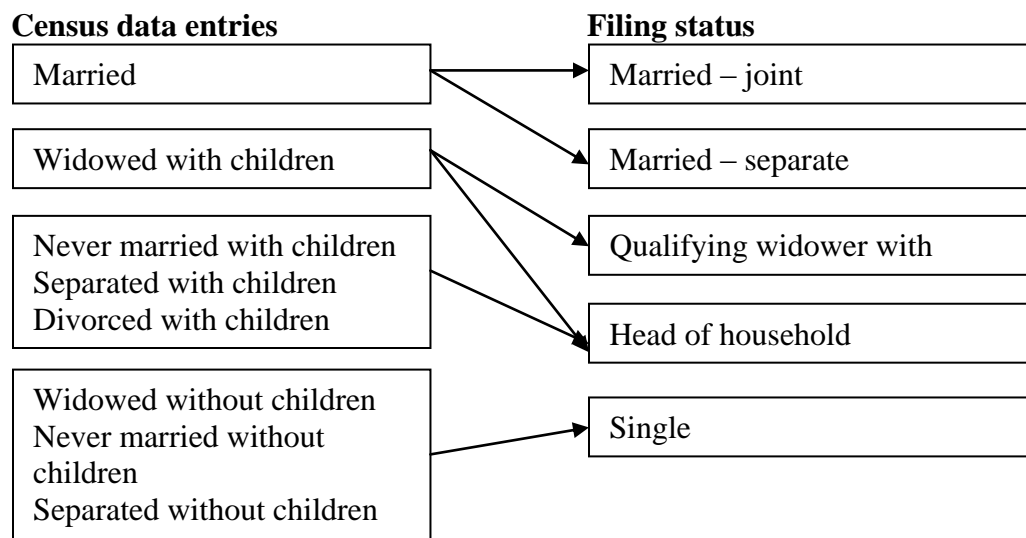 Census data entries
Married
Widowed with children
Never married with children
Separated with children
Divorced with children
Widowed without children
Never married without
children
Separated without children
Filing status
Married – joint
Married – separate
Qualifying widower with
Head of household
Single